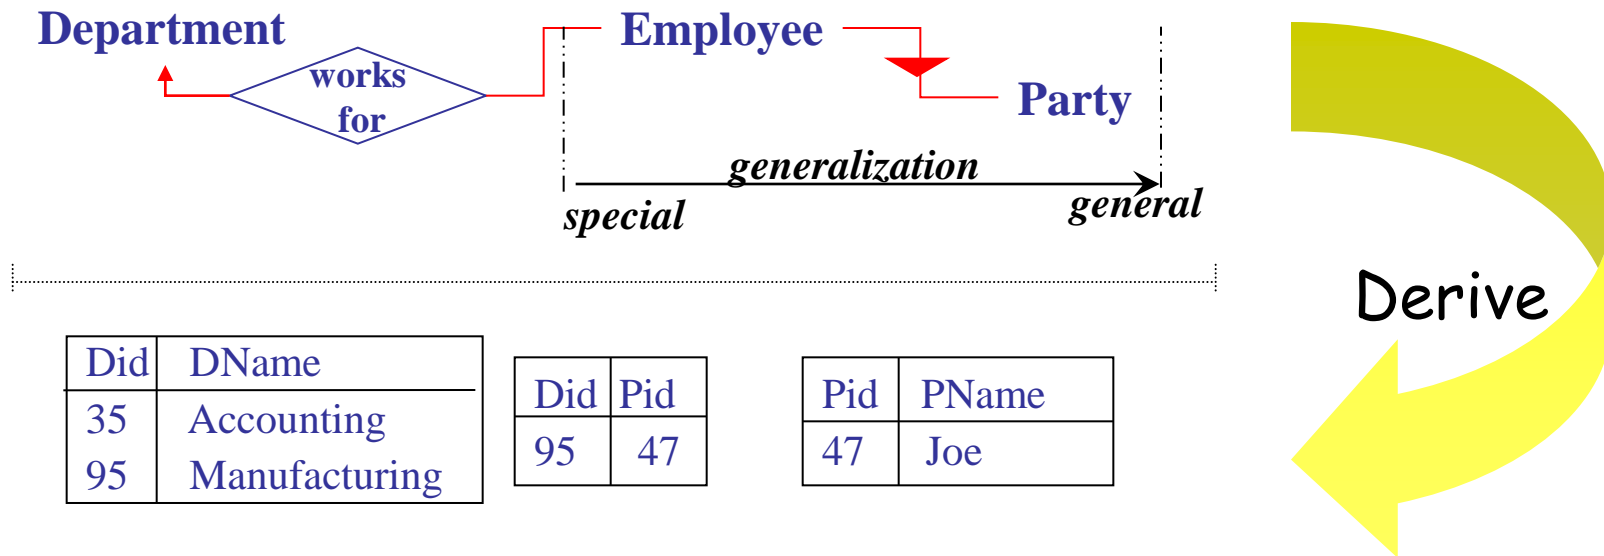 Department
works
for
Employee
Party
generalization
special
general
Derive
Did DName
35 Accounting
95 Manufacturing
Did Pid
95 47
Pid PName
47 Joe